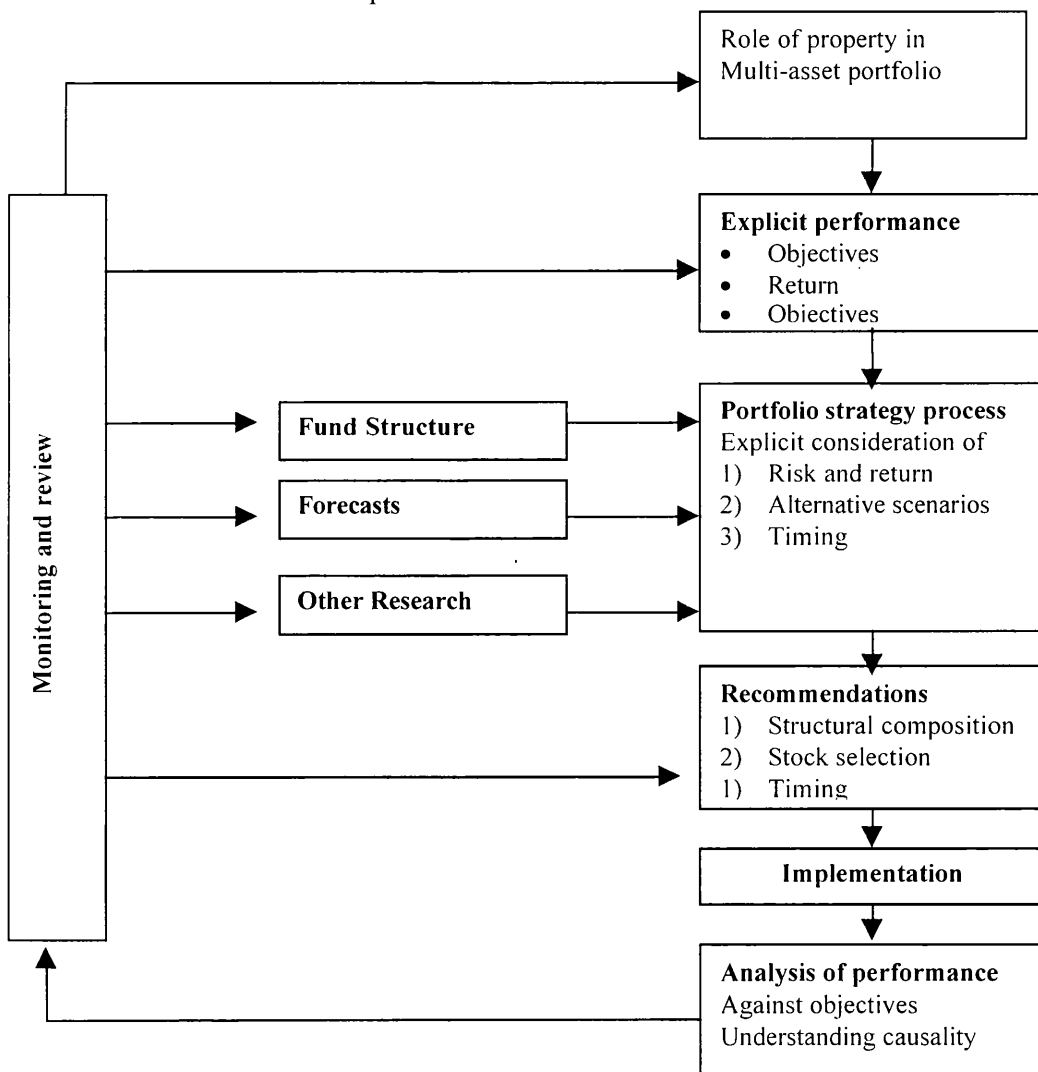 Role of property in
Multi-asset portfolio
Explicit performance
• Objectives
• Return
• Obiectives
Portfolio strategy process
Explicit consideration of
1) Risk and return
2) Alternative scenarios
3) Timing
Fund Structure
Forecasts
Other Research
Monitoring and review
Recommendations
1) Structural composition
2) Stock selection
1) Timing
Implementation
Analysis of performance
Against objectives
Understanding causality